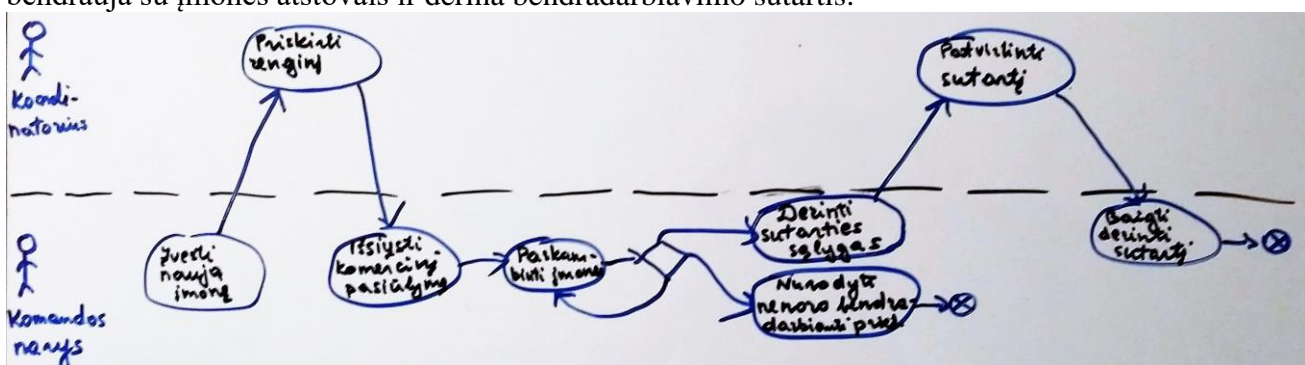 bendrauja su įmonės atstovais ir derina bendradarbiavimo sutartis.
Priskirti
renginį
Patvirtinti
sutartį
Koordi-
natorius
Įvesti
naują
įmonę
Išsiųsti
komercinį
pasiūlymą
Paskam-
binti įmonei
Derinti
sutarties
sąlygas
Nurodyti
nenoro bendra-
darbiauti priež.
Baigti
derinti
sutartį
Komandos
narys